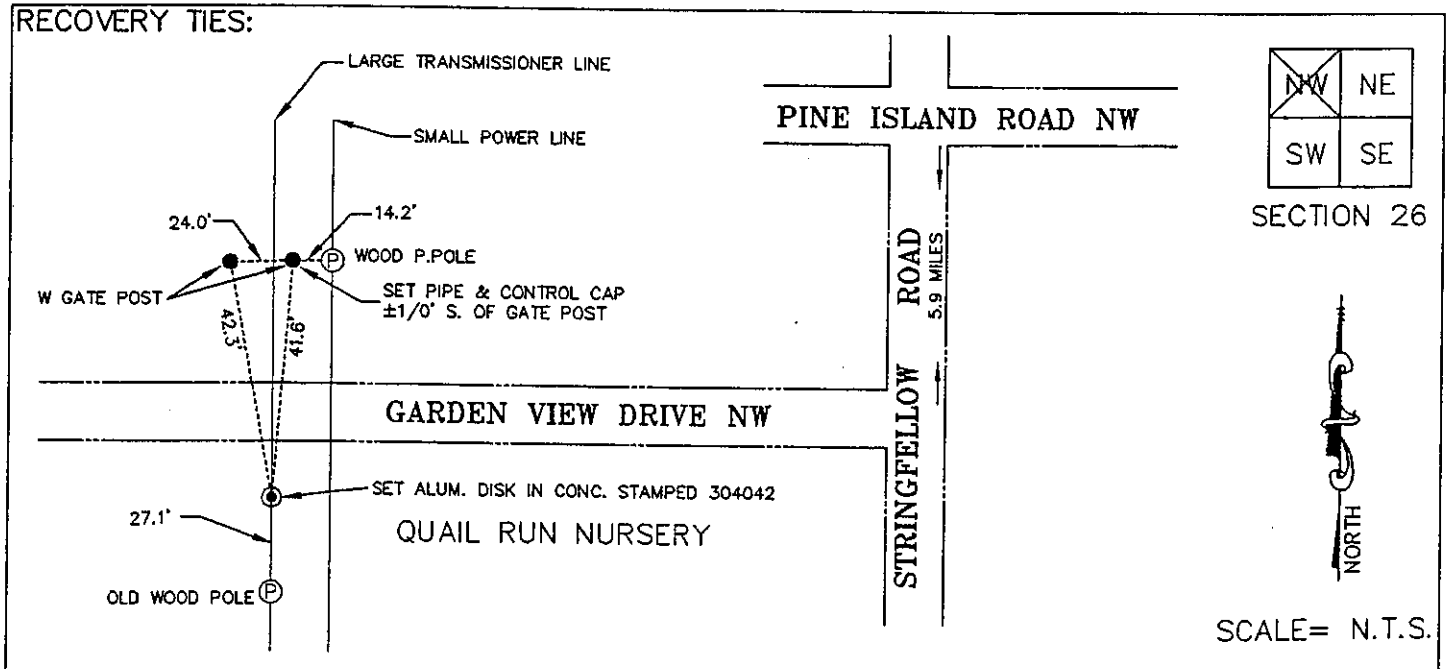 RECOVERY TIES:
LARGE TRANSMISSIONER LINE
SMALL POWER LINE
PINE ISLAND ROAD NW
NW NE
SW SE
SECTION 26
24.0'
14.2'
P WOOD P.POLE
W GATE POST
SET PIPE & CONTROL CAP
±1/0' S. OF GATE POST
42.3'
41.6'
STRINGFELLOW ROAD
5.9 MILES
GARDEN VIEW DRIVE NW
SET ALUM. DISK IN CONC. STAMPED 304042
27.1'
QUAIL RUN NURSERY
OLD WOOD POLE P
NORTH
SCALE= N.T.S.